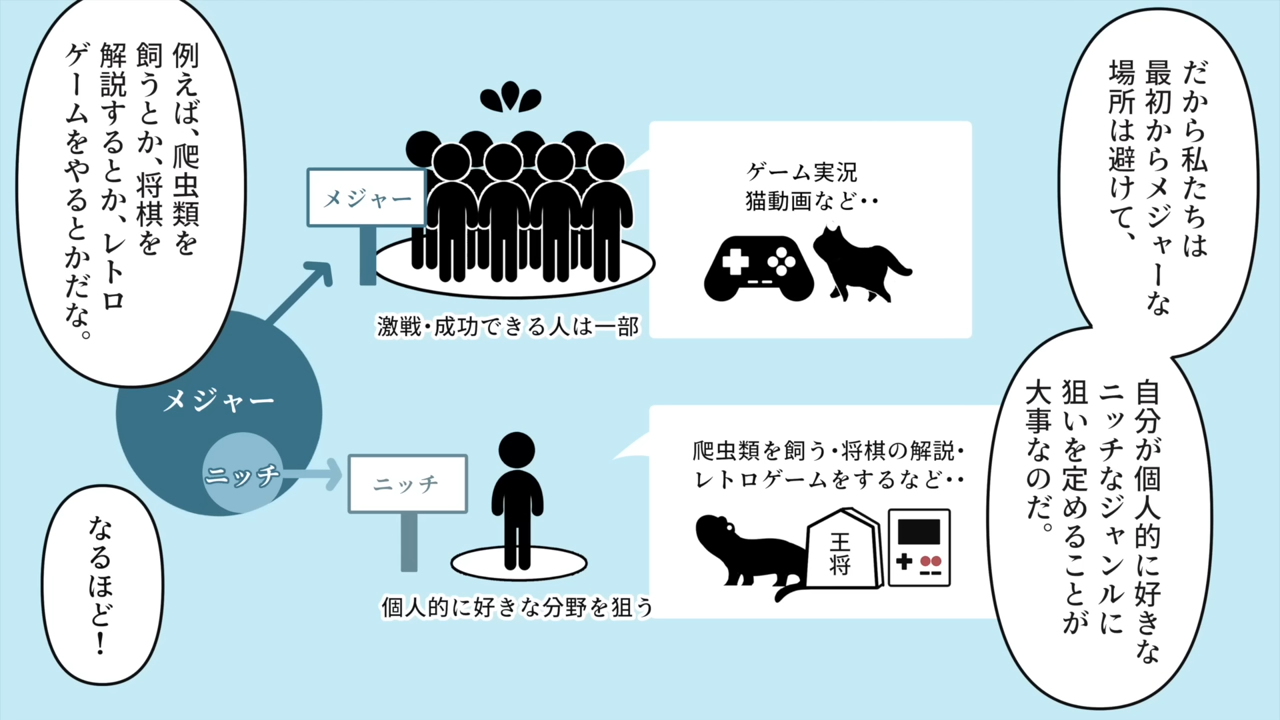 だから私たちは
最初からメジャーな
場所は避けて、
自分が個人的に好きな
ニッチなジャンルに
狙いを定めることが
大事なのだ。
ゲーム実況
猫動画など・・
メジャー
激戦・成功できる人は一部
爬虫類を飼う・将棋の解説・
レトロゲームをするなど・・
王将
ニッチ
個人的に好きな分野を狙う
メジャー
ニッチ
例えば、爬虫類を
飼うとか、将棋を
解説するとか、レトロ
ゲームをやるとかだな。
なるほど！